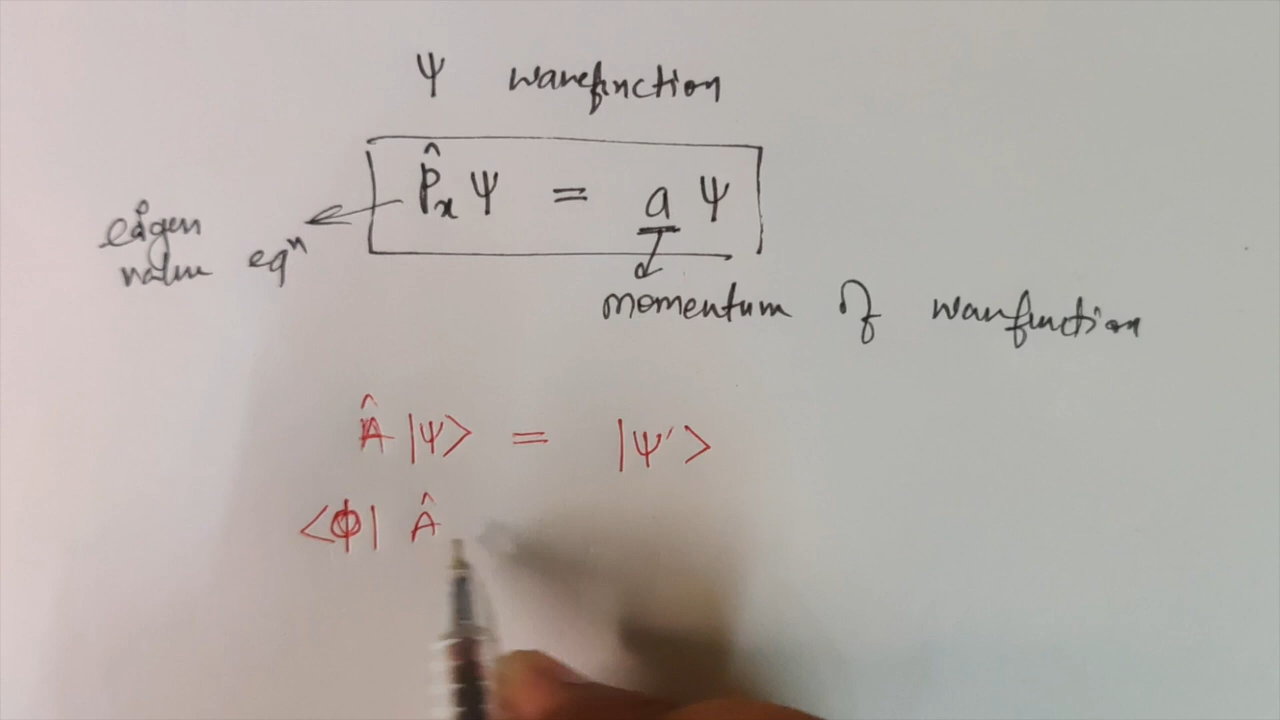 Ψ wavefunction
P̂x Ψ = a Ψ
eigen
value eqⁿ
momentum of wavefunction
Â |Ψ> = |Ψ'>
<Φ| Â